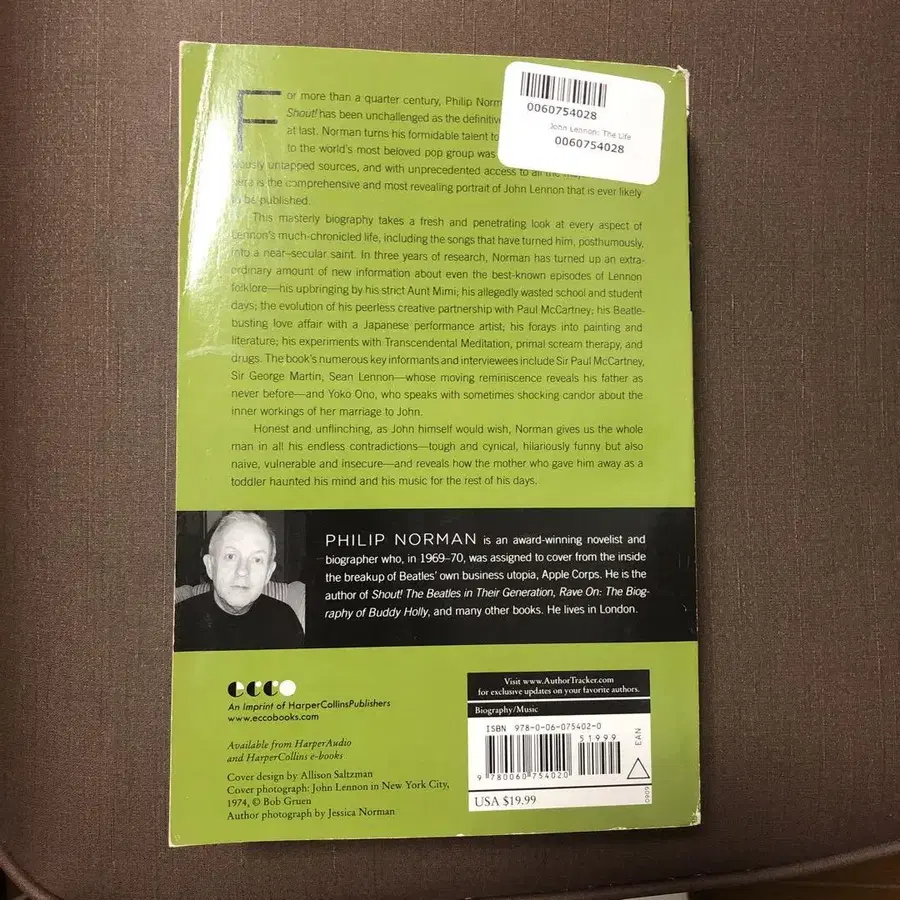 For more than a quarter century, Philip Norm
Shout! has been unchallenged as the definitive
at last. Norman turns his formidable talent to
to the world's most beloved pop group was
ously untapped sources, and with unprecedented access to all the
is the comprehensive and most revealing portrait of John Lennon that is ever likely
to be published.
This masterly biography takes a fresh and penetrating look at every aspect of
Lennon's much-chronicled life, including the songs that have turned him, posthumously,
into a near–secular saint. In three years of research, Norman has turned up an extra-
ordinary amount of new information about even the best-known episodes of Lennon
folklore—his upbringing by his strict Aunt Mimi; his allegedly wasted school and student
days; the evolution of his peerless creative partnership with Paul McCartney; his Beatle-
busting love affair with a Japanese performance artist; his forays into painting and
literature; his experiments with Transcendental Meditation, primal scream therapy, and
drugs. The book's numerous key informants and interviewees include Sir Paul McCartney,
Sir George Martin, Sean Lennon—whose moving reminiscence reveals his father as
never before—and Yoko Ono, who speaks with sometimes shocking candor about the
inner workings of her marriage to John.
Honest and unflinching, as John himself would wish, Norman gives us the whole
man in all his endless contradictions—tough and cynical, hilariously funny but also
naive, vulnerable and insecure—and reveals how the mother who gave him away as a
toddler haunted his mind and his music for the rest of his days.
0060754028
John Lennon: The Life
0060754028
PHILIP NORMAN is an award-winning novelist and
biographer who, in 1969–70, was assigned to cover from the inside
the breakup of Beatles' own business utopia, Apple Corps. He is the
author of Shout! The Beatles in Their Generation, Rave On: The Biog-
raphy of Buddy Holly, and many other books. He lives in London.
ecco
An Imprint of HarperCollinsPublishers
www.eccobooks.com
Available from HarperAudio
and HarperCollins e-books
Cover design by Allison Saltzman
Cover photograph: John Lennon in New York City,
1974, © Bob Gruen
Author photograph by Jessica Norman
Visit www.AuthorTracker.com
for exclusive updates on your favorite authors.
Biography/Music
ISBN 978-0-06-075402-0
51999
9 780060 754020
EAN
USA $19.99
0909